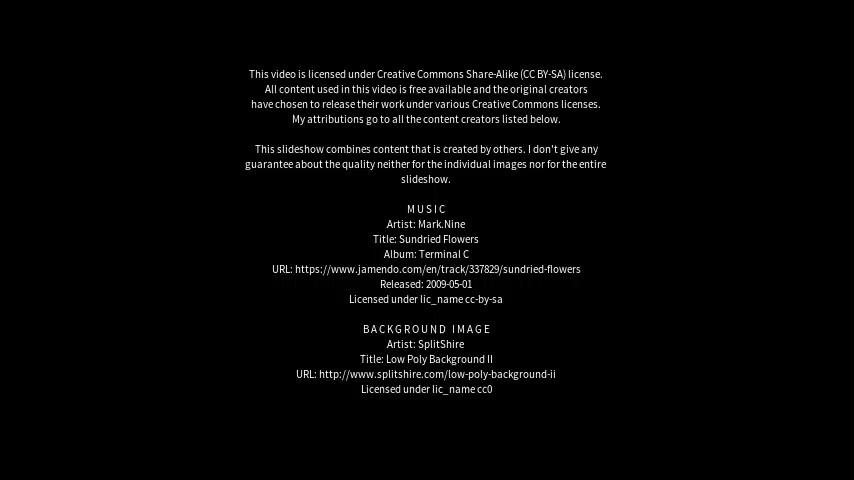 This video is licensed under Creative Commons Share-Alike (CC BY-SA) license.
All content used in this video is free available and the original creators
have chosen to release their work under various Creative Commons licenses.
My attributions go to all the content creators listed below.
This slideshow combines content that is created by others. I don't give any
guarantee about the quality neither for the individual images nor for the entire
slideshow.
MUSIC
Artist: Mark.Nine
Title: Sundried Flowers
Album: Terminal C
URL: https://www.jamendo.com/en/track/337829/sundried-flowers
Released: 2009-05-01
Licensed under lic_name cc-by-sa
BACKGROUND IMAGE
Artist: SplitShire
Title: Low Poly Background II
URL: http://www.splitshire.com/low-poly-background-ii
Licensed under lic_name cc0